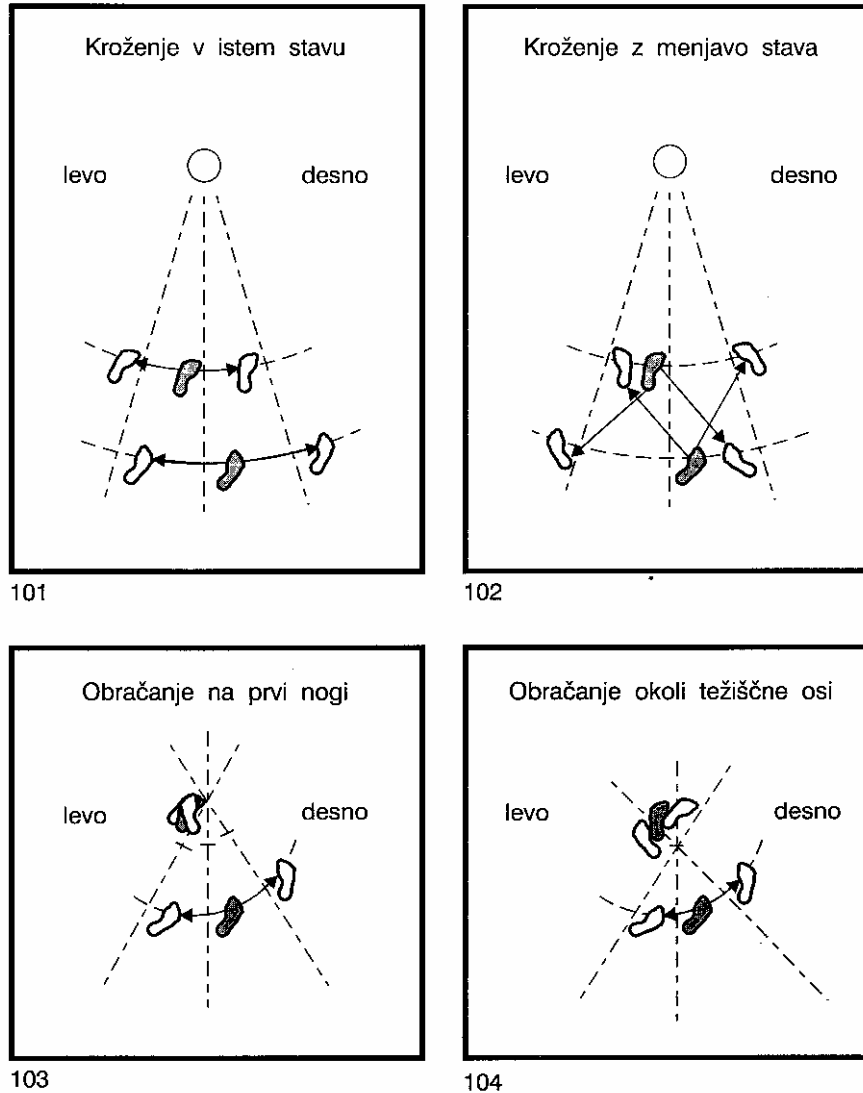 Kroženje v istem stavu
levo
desno
101
Kroženje z menjavo stava
levo
desno
102
Obračanje na prvi nogi
levo
desno
103
Obračanje okoli težiščne osi
levo
desno
104